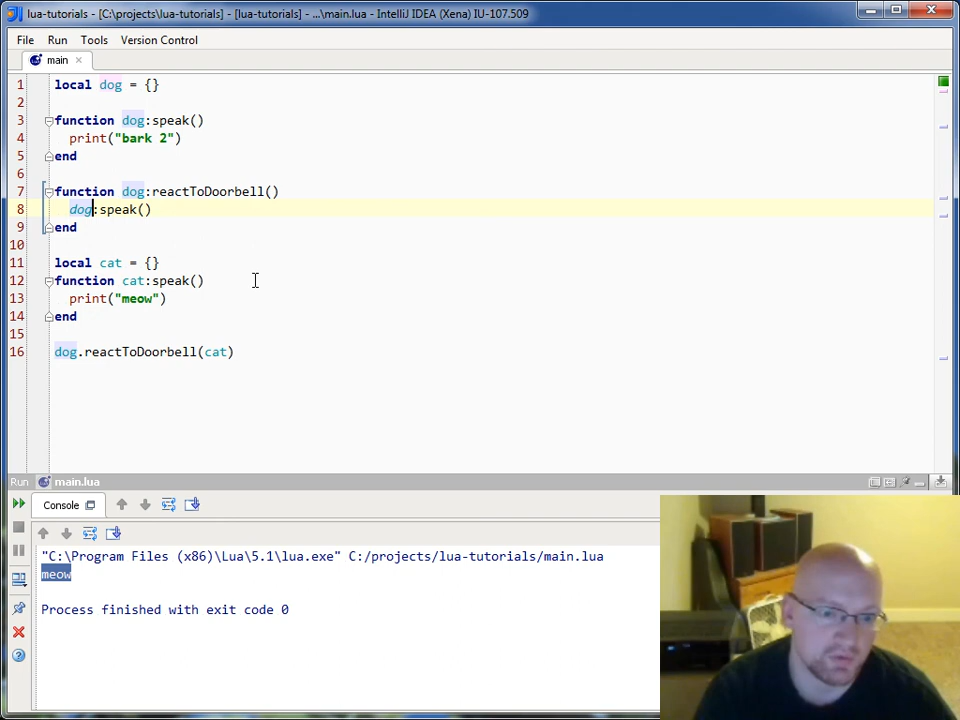 lua-tutorials - [C:\projects\lua-tutorials] - [lua-tutorials] - ...\main.lua - IntelliJ IDEA (Xena) IU-107.509
File Run Tools Version Control
main
1 local dog = {}
2
3 function dog:speak()
4 print("bark 2")
5 end
6
7 function dog:reactToDoorbell()
8 dog:speak()
9 end
10
11 local cat = {}
12 function cat:speak()
13 print("meow")
14 end
15
16 dog.reactToDoorbell(cat)
Run main.lua
Console
"C:\Program Files (x86)\Lua\5.1\lua.exe" C:/projects/lua-tutorials/main.lua
meow
Process finished with exit code 0